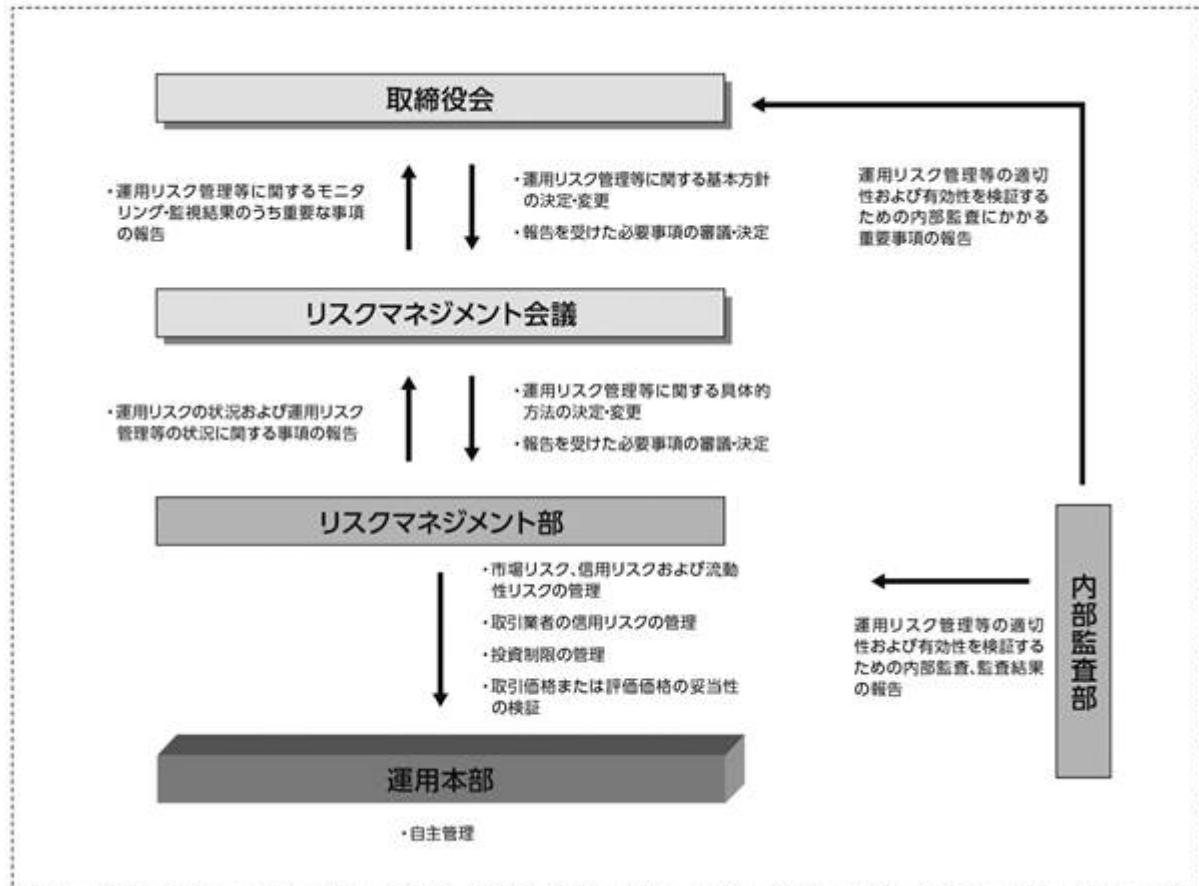 取締役会
・運用リスク管理等に関するモニタ
リング・監視結果のうち重要な事項
の報告
・運用リスク管理等に関する基本方針
の決定・変更
・報告を受けた必要事項の審議・決定
運用リスク管理等の適切
性および有効性を検証する
ための内部監査にかかる
重要事項の報告
リスクマネジメント会議
・運用リスクの状況および運用リスク
管理等の状況に関する事項の報告
・運用リスク管理等に関する具体的
方法の決定・変更
・報告を受けた必要事項の審議・決定
リスクマネジメント部
・市場リスク、信用リスクおよび流動
性リスクの管理
・取引業者の信用リスクの管理
・投資制限の管理
・取引価格または評価価格の妥当性
の検証
運用リスク管理等の適切
性および有効性を検証する
ための内部監査、監査結果
の報告
内部監査部
運用本部
・自主管理